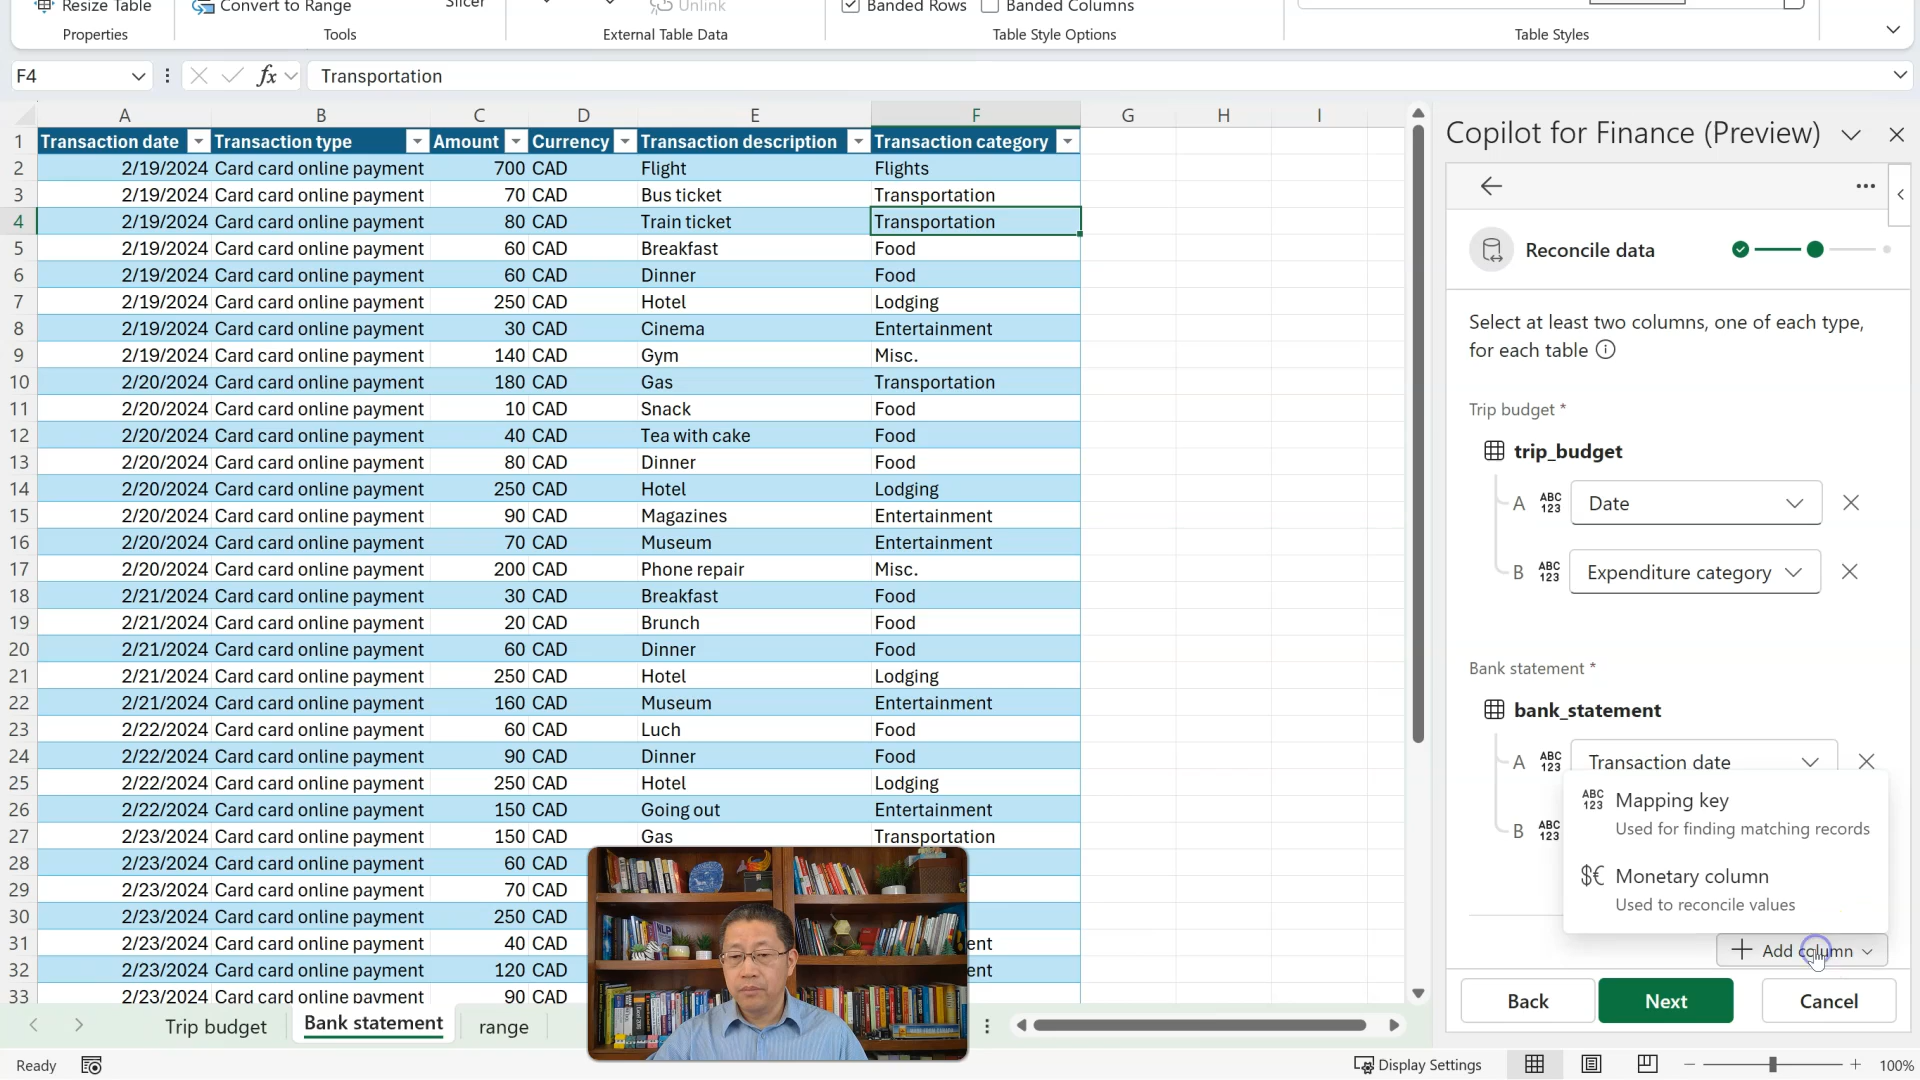 Resize Table
Convert to Range
Slicer
Unlink
Banded Rows
Banded Columns
Properties
Tools
External Table Data
Table Style Options
Table Styles
F4
fx
Transportation
A B C D E F G H I
1 Transaction date Transaction type Amount Currency Transaction description Transaction category
2 2/19/2024 Card card online payment 700 CAD Flight Flights
3 2/19/2024 Card card online payment 70 CAD Bus ticket Transportation
4 2/19/2024 Card card online payment 80 CAD Train ticket Transportation
5 2/19/2024 Card card online payment 60 CAD Breakfast Food
6 2/19/2024 Card card online payment 60 CAD Dinner Food
7 2/19/2024 Card card online payment 250 CAD Hotel Lodging
8 2/19/2024 Card card online payment 30 CAD Cinema Entertainment
9 2/19/2024 Card card online payment 140 CAD Gym Misc.
10 2/20/2024 Card card online payment 180 CAD Gas Transportation
11 2/20/2024 Card card online payment 10 CAD Snack Food
12 2/20/2024 Card card online payment 40 CAD Tea with cake Food
13 2/20/2024 Card card online payment 80 CAD Dinner Food
14 2/20/2024 Card card online payment 250 CAD Hotel Lodging
15 2/20/2024 Card card online payment 90 CAD Magazines Entertainment
16 2/20/2024 Card card online payment 70 CAD Museum Entertainment
17 2/20/2024 Card card online payment 200 CAD Phone repair Misc.
18 2/21/2024 Card card online payment 30 CAD Breakfast Food
19 2/21/2024 Card card online payment 20 CAD Brunch Food
20 2/21/2024 Card card online payment 60 CAD Dinner Food
21 2/21/2024 Card card online payment 250 CAD Hotel Lodging
22 2/21/2024 Card card online payment 160 CAD Museum Entertainment
23 2/22/2024 Card card online payment 60 CAD Luch Food
24 2/22/2024 Card card online payment 90 CAD Dinner Food
25 2/22/2024 Card card online payment 250 CAD Hotel Lodging
26 2/22/2024 Card card online payment 150 CAD Going out Entertainment
27 2/23/2024 Card card online payment 150 CAD Gas Transportation
28 2/23/2024 Card card online payment 60 CAD
29 2/23/2024 Card card online payment 70 CAD
30 2/23/2024 Card card online payment 250 CAD
31 2/23/2024 Card card online payment 40 CAD ent
32 2/23/2024 Card card online payment 120 CAD ent
33 2/23/2024 Card card online payment 90 CAD
Trip budget
Bank statement
range
Ready
Display Settings
100%
Copilot for Finance (Preview)
Reconcile data
Select at least two columns, one of each type,
for each table
Trip budget *
trip_budget
A ABC 123 Date
B ABC 123 Expenditure category
Bank statement *
bank_statement
A ABC 123 Transaction date
B ABC 123
ABC 123 Mapping key
Used for finding matching records
$€ Monetary column
Used to reconcile values
+ Add column
Back
Next
Cancel